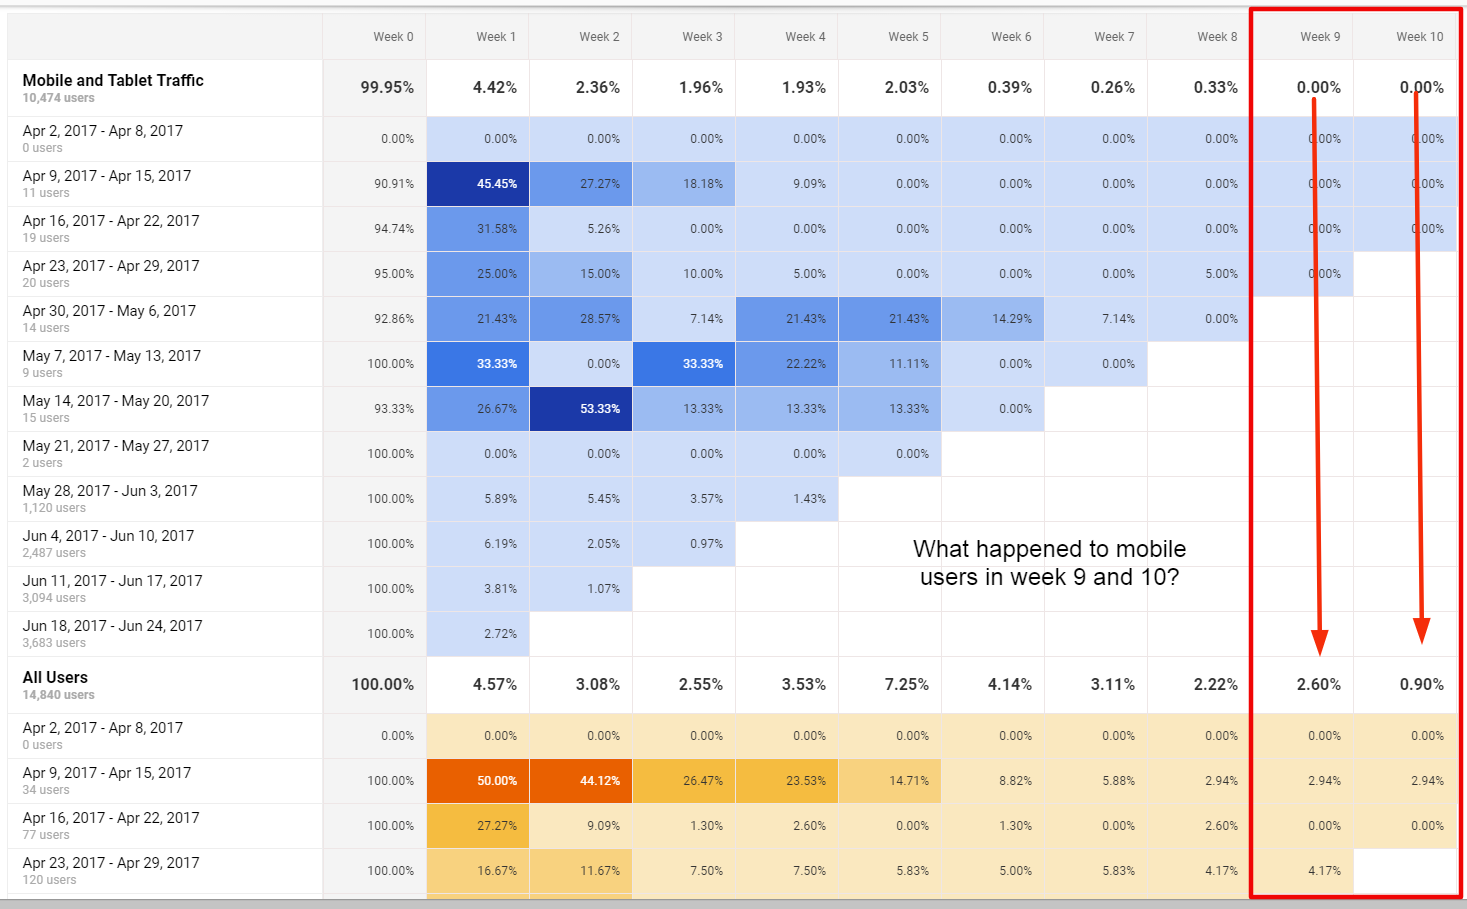 Week 0 Week 1 Week 2 Week 3 Week 4 Week 5 Week 6 Week 7 Week 8 Week 9 Week 10
Mobile and Tablet Traffic 99.95% 4.42% 2.36% 1.96% 1.93% 2.03% 0.39% 0.26% 0.33% 0.00% 0.00%
10,474 users
Apr 2, 2017 - Apr 8, 2017 0.00% 0.00% 0.00% 0.00% 0.00% 0.00% 0.00% 0.00% 0.00% 0.00% 0.00%
0 users
Apr 9, 2017 - Apr 15, 2017 90.91% 45.45% 27.27% 18.18% 9.09% 0.00% 0.00% 0.00% 0.00% 0.00% 0.00%
11 users
Apr 16, 2017 - Apr 22, 2017 94.74% 31.58% 5.26% 0.00% 0.00% 0.00% 0.00% 0.00% 0.00% 0.00% 0.00%
19 users
Apr 23, 2017 - Apr 29, 2017 95.00% 25.00% 15.00% 10.00% 5.00% 0.00% 0.00% 0.00% 5.00% 0.00%
20 users
Apr 30, 2017 - May 6, 2017 92.86% 21.43% 28.57% 7.14% 21.43% 21.43% 14.29% 7.14% 0.00%
14 users
May 7, 2017 - May 13, 2017 100.00% 33.33% 0.00% 33.33% 22.22% 11.11% 0.00% 0.00%
9 users
May 14, 2017 - May 20, 2017 93.33% 26.67% 53.33% 13.33% 13.33% 13.33% 0.00%
15 users
May 21, 2017 - May 27, 2017 100.00% 0.00% 0.00% 0.00% 0.00% 0.00%
2 users
May 28, 2017 - Jun 3, 2017 100.00% 5.89% 5.45% 3.57% 1.43%
1,120 users
Jun 4, 2017 - Jun 10, 2017 100.00% 6.19% 2.05% 0.97%
2,487 users
What happened to mobile
users in week 9 and 10?
Jun 11, 2017 - Jun 17, 2017 100.00% 3.81% 1.07%
3,094 users
Jun 18, 2017 - Jun 24, 2017 100.00% 2.72%
3,683 users
All Users 100.00% 4.57% 3.08% 2.55% 3.53% 7.25% 4.14% 3.11% 2.22% 2.60% 0.90%
14,840 users
Apr 2, 2017 - Apr 8, 2017 0.00% 0.00% 0.00% 0.00% 0.00% 0.00% 0.00% 0.00% 0.00% 0.00% 0.00%
0 users
Apr 9, 2017 - Apr 15, 2017 100.00% 50.00% 44.12% 26.47% 23.53% 14.71% 8.82% 5.88% 2.94% 2.94% 2.94%
34 users
Apr 16, 2017 - Apr 22, 2017 100.00% 27.27% 9.09% 1.30% 2.60% 0.00% 1.30% 0.00% 2.60% 0.00% 0.00%
77 users
Apr 23, 2017 - Apr 29, 2017 100.00% 16.67% 11.67% 7.50% 7.50% 5.83% 5.00% 5.83% 4.17% 4.17%
120 users